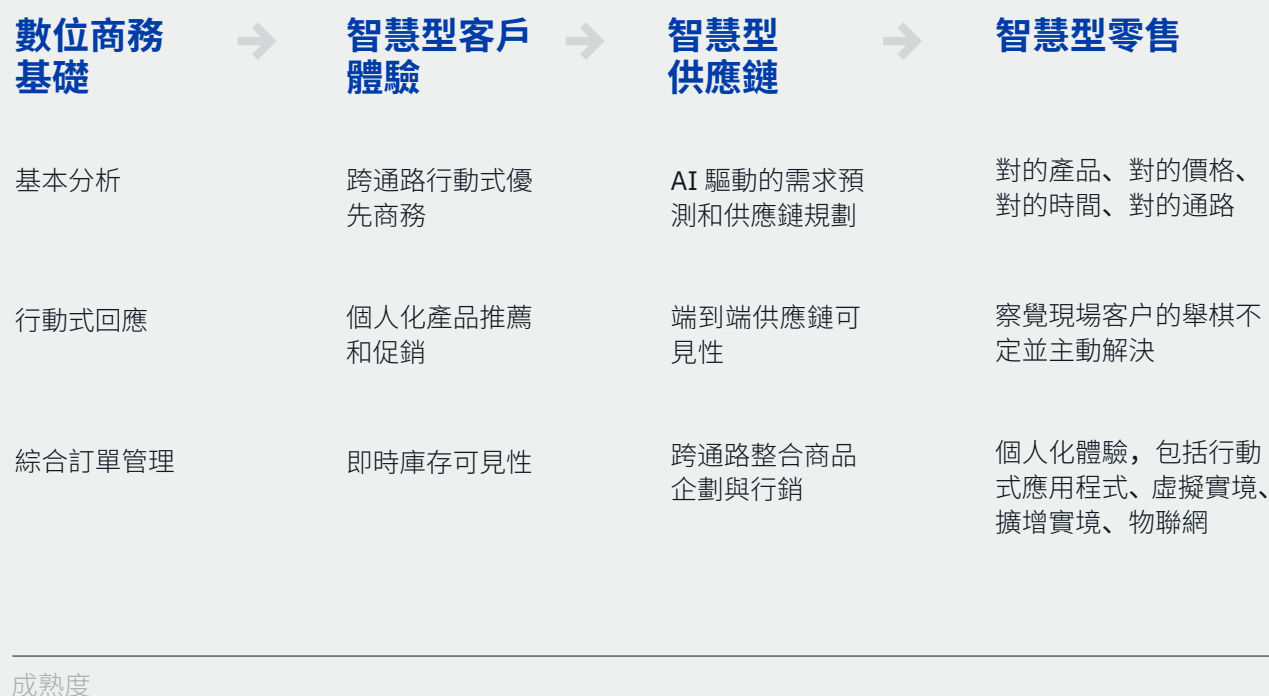 數位商務
基礎
智慧型客戶
體驗
智慧型
供應鏈
智慧型零售
基本分析
跨通路行動式優
先商務
AI 驅動的需求預
測和供應鏈規劃
對的產品、對的價格、
對的時間、對的通路
行動式回應
個人化產品推薦
和促銷
端到端供應鏈可
見性
察覺現場客户的舉棋不
定並主動解決
綜合訂單管理
即時庫存可見性
跨通路整合商品
企劃與行銷
個人化體驗，包括行動
式應用程式、虛擬實境、
擴增實境、物聯網
成熟度